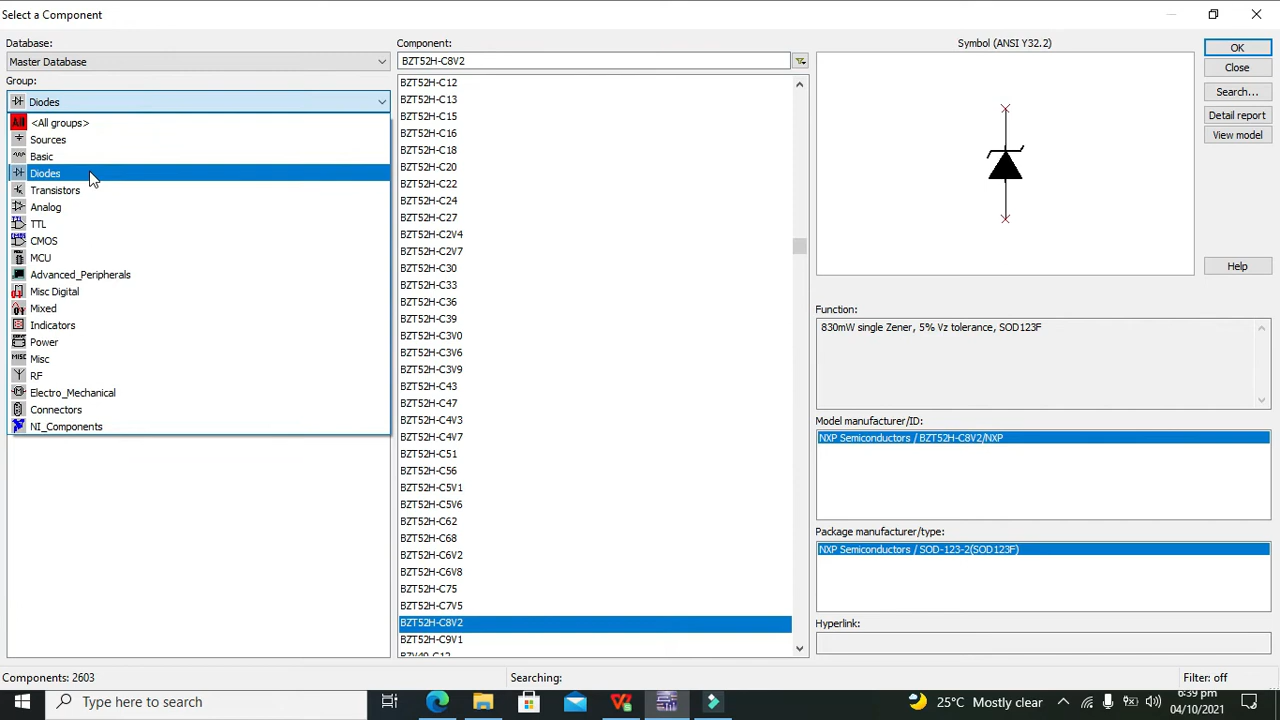 Select a Component
Database:
Master Database
Group:
Diodes
All <All groups>
Sources
Basic
Diodes
Transistors
Analog
TTL
CMOS
MCU
Advanced_Peripherals
Misc Digital
Mixed
Indicators
Power
MISC Misc
RF
Electro_Mechanical
Connectors
NI_Components
Component:
BZT52H-C8V2
BZT52H-C12
BZT52H-C13
BZT52H-C15
BZT52H-C16
BZT52H-C18
BZT52H-C20
BZT52H-C22
BZT52H-C24
BZT52H-C27
BZT52H-C2V4
BZT52H-C2V7
BZT52H-C30
BZT52H-C33
BZT52H-C36
BZT52H-C39
BZT52H-C3V0
BZT52H-C3V6
BZT52H-C3V9
BZT52H-C43
BZT52H-C47
BZT52H-C4V3
BZT52H-C4V7
BZT52H-C51
BZT52H-C56
BZT52H-C5V1
BZT52H-C5V6
BZT52H-C62
BZT52H-C68
BZT52H-C6V2
BZT52H-C6V8
BZT52H-C75
BZT52H-C7V5
BZT52H-C8V2
BZT52H-C9V1
BZV49-C12
Symbol (ANSI Y32.2)
Function:
830mW single Zener, 5% Vz tolerance, SOD123F
Model manufacturer/ID:
NXP Semiconductors / BZT52H-C8V2/NXP
Package manufacturer/type:
NXP Semiconductors / SOD-123-2(SOD123F)
Hyperlink:
OK
Close
Search...
Detail report
View model
Help
Components: 2603
Searching:
Filter: off
Type here to search
25°C Mostly clear
6:39 pm
04/10/2021